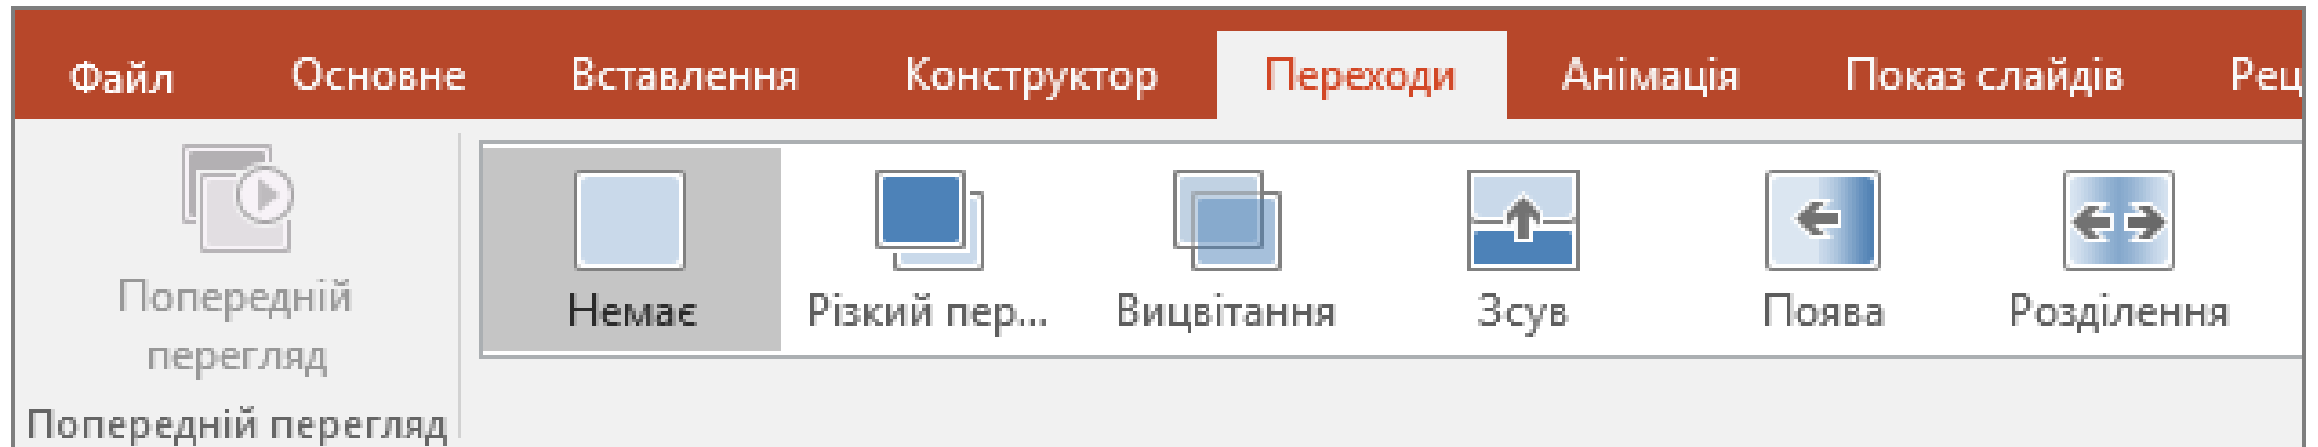 Файл Основне Вставлення Конструктор Переходи Анімація Показ слайдів Рец
Попередній
перегляд
Немає Різкий пер... Вицвітання Зсув Поява Розділення
Попередній перегляд